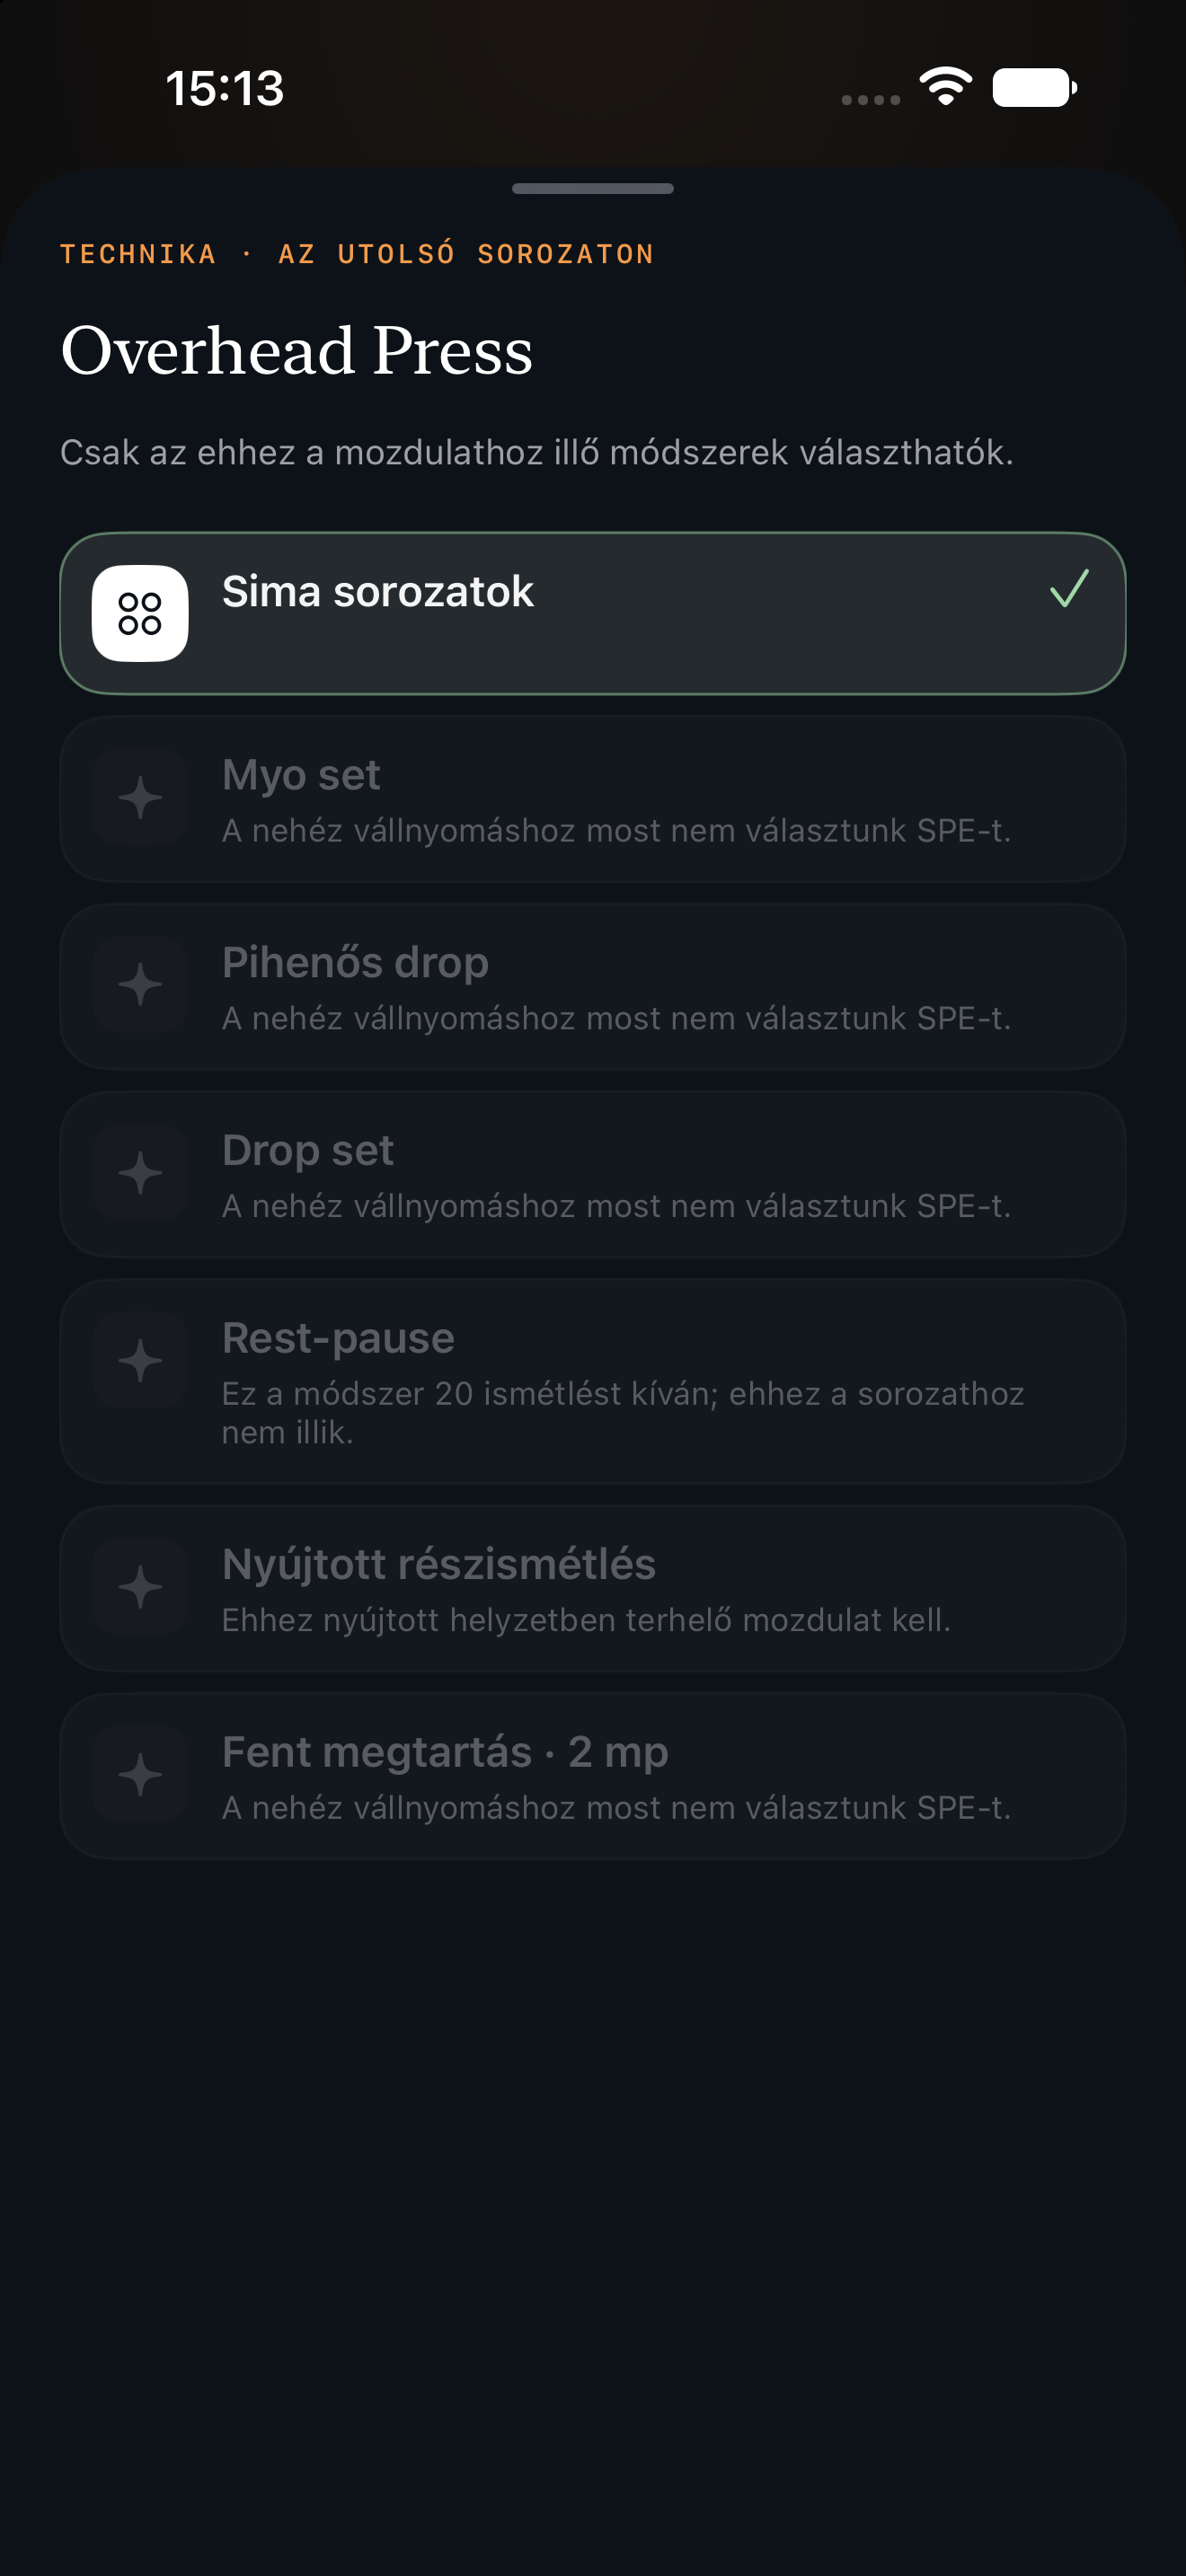 15:13
TECHNIKA · AZ UTOLSÓ SOROZATON
Overhead Press
Csak az ehhez a mozdulathoz illő módszerek választhatók.
Sima sorozatok
Myo set
A nehéz vállnyomáshoz most nem választunk SPE-t.
Pihenős drop
A nehéz vállnyomáshoz most nem választunk SPE-t.
Drop set
A nehéz vállnyomáshoz most nem választunk SPE-t.
Rest-pause
Ez a módszer 20 ismétlést kíván; ehhez a sorozathoz
nem illik.
Nyújtott részismétlés
Ehhez nyújtott helyzetben terhelő mozdulat kell.
Fent megtartás · 2 mp
A nehéz vállnyomáshoz most nem választunk SPE-t.